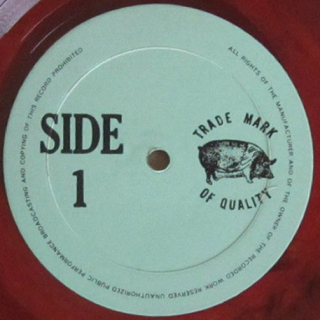 SIDE
1
TRADE MARK
OF QUALITY
ALL RIGHTS OF THE MANUFACTURER AND OF THE OWNER OF THE RECORDED WORK RESERVED UNAUTHORIZED PUBLIC PERFORMANCE BROADCASTING AND COPYING OF THIS RECORD PROHIBITED